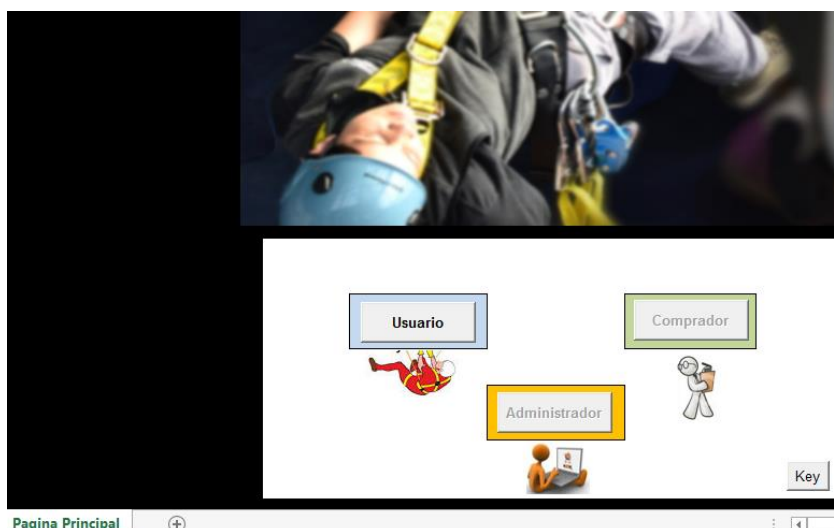 Usuario
Comprador
Administrador
Key
Pagina Principal